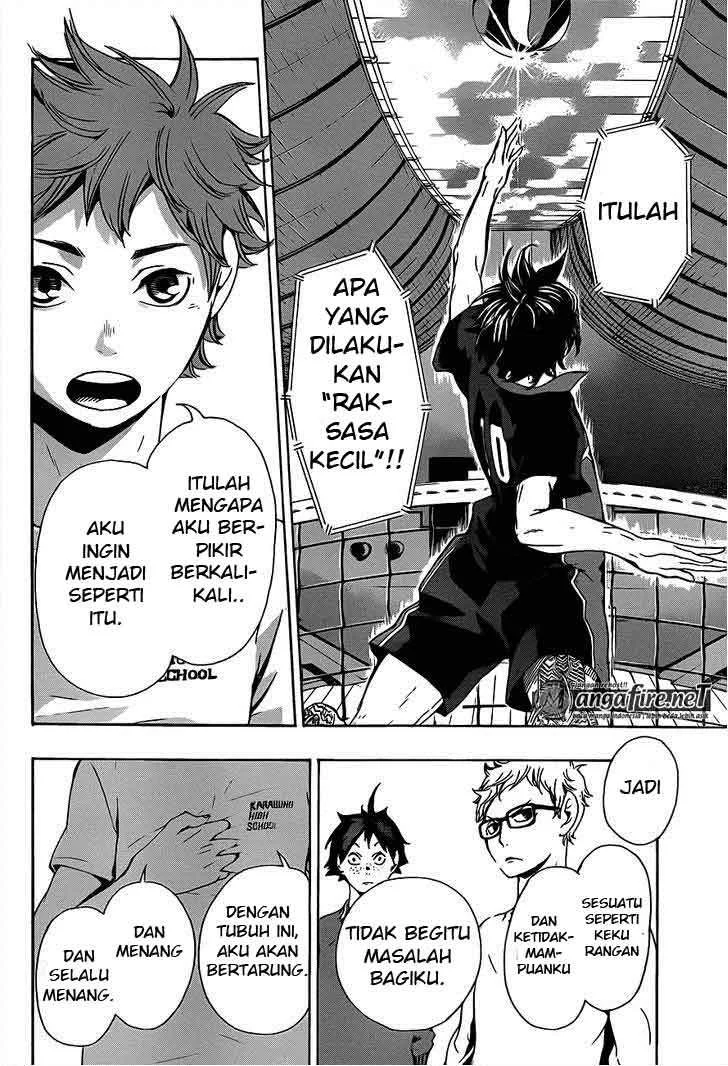 ITULAH
APA
YANG
DILAKU-
KAN
"RAK-
SASA
KECIL"!!
ITULAH
MENGAPA
AKU BER-
PIKIR
BERKALI-
KALI..
AKU
INGIN
MENJADI
SEPERTI
ITU.
SCHOOL
10
angafire.neT
JADI
SESUATU
SEPERTI
KEKU
RANGAN
DAN
KETIDAK-
MAM-
PUANKU
TIDAK BEGITU
MASALAH
BAGIKU.
KARASUNO
HIGH
SCHOOL
DENGAN
TUBUH INI,
AKU AKAN
BERTARUNG.
DAN
MENANG
DAN
SELALU
MENANG.